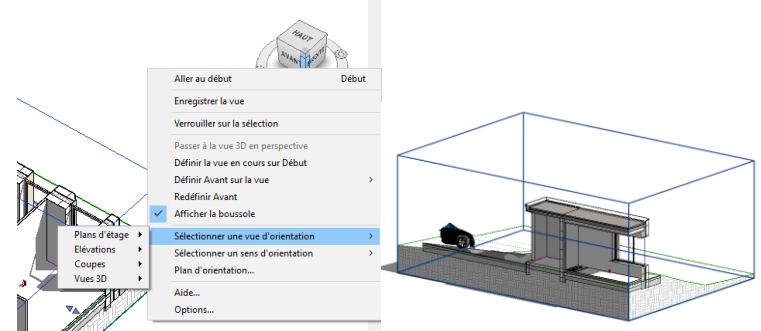 HAUT
AVANT
Aller au début Début
Enregistrer la vue
Verrouiller sur la sélection
Passer à la vue 3D en perspective
Définir la vue en cours sur Début
Définir Avant sur la vue
Redéfinir Avant
Afficher la boussole
Sélectionner une vue d'orientation
Sélectionner un sens d'orientation
Plan d'orientation...
Aide...
Options...
Plans d'étage
Elévations
Coupes
Vues 3D